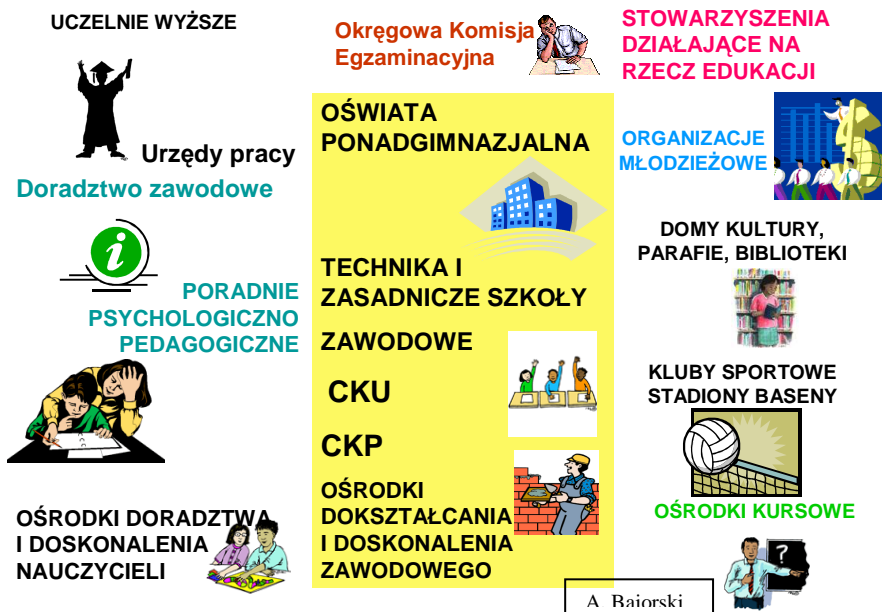 UCZELNIE WYŻSZE
Urzędy pracy
Doradztwo zawodowe
i
PORADNIE
PSYCHOLOGICZNO
PEDAGOGICZNE
OŚRODKI DORADZTWA
I DOSKONALENIA
NAUCZYCIELI
Okręgowa Komisja
Egzaminacyjna
OŚWIATA
PONADGIMNAZJALNA
TECHNIKA I
ZASADNICZE SZKOŁY
ZAWODOWE
CKU
CKP
OŚRODKI
DOKSZTAŁCANIA
I DOSKONALENIA
ZAWODOWEGO
STOWARZYSZENIA
DZIAŁAJĄCE NA
RZECZ EDUKACJI
ORGANIZACJE
MŁODZIEŻOWE
DOMY KULTURY,
PARAFIE, BIBLIOTEKI
KLUBY SPORTOWE
STADIONY BASENY
OŚRODKI KURSOWE
?
A. Bajorski